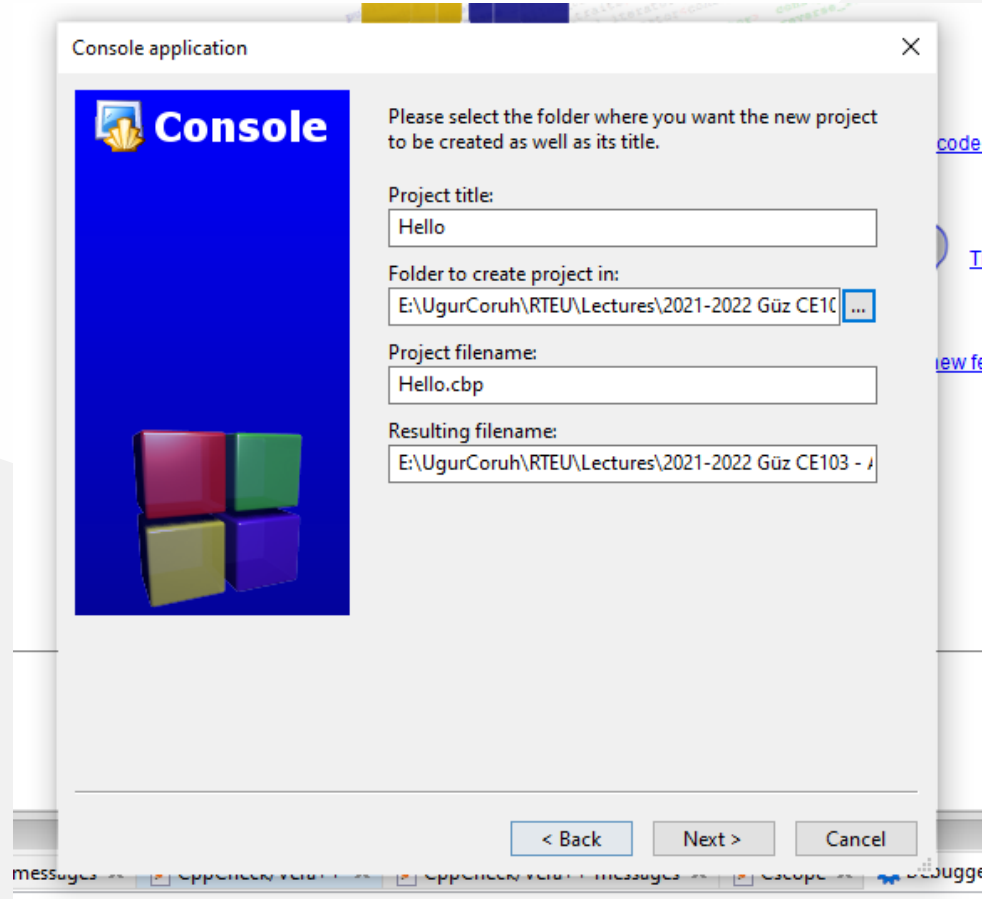 Console application
Console
Please select the folder where you want the new project
to be created as well as its title.
code
Project title:
Hello
Folder to create project in:
E:\UgurCoruh\RTEU\Lectures\2021-2022 Güz CE10
...
Project filename:
new fe
Hello.cbp
Resulting filename:
E:\UgurCoruh\RTEU\Lectures\2021-2022 Güz CE103 - A
< Back
Next >
Cancel
messages
CppCheck/Vera++
CppCheck/Vera++ messages
Cscope
Debugge